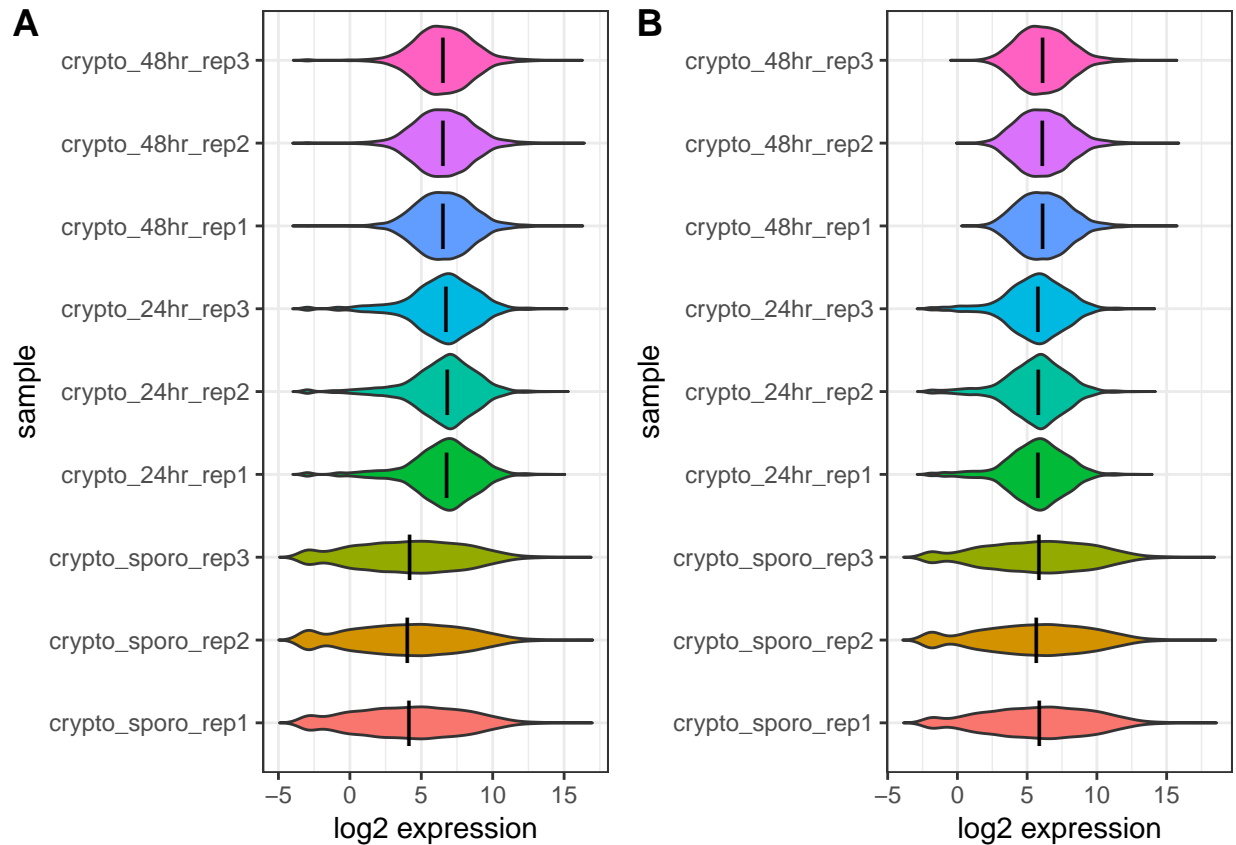 A
sample
crypto_48hr_rep3
crypto_48hr_rep2
crypto_48hr_rep1
crypto_24hr_rep3
crypto_24hr_rep2
crypto_24hr_rep1
crypto_sporo_rep3
crypto_sporo_rep2
crypto_sporo_rep1
−5 0 5 10 15
log2 expression
B
sample
crypto_48hr_rep3
crypto_48hr_rep2
crypto_48hr_rep1
crypto_24hr_rep3
crypto_24hr_rep2
crypto_24hr_rep1
crypto_sporo_rep3
crypto_sporo_rep2
crypto_sporo_rep1
−5 0 5 10 15
log2 expression